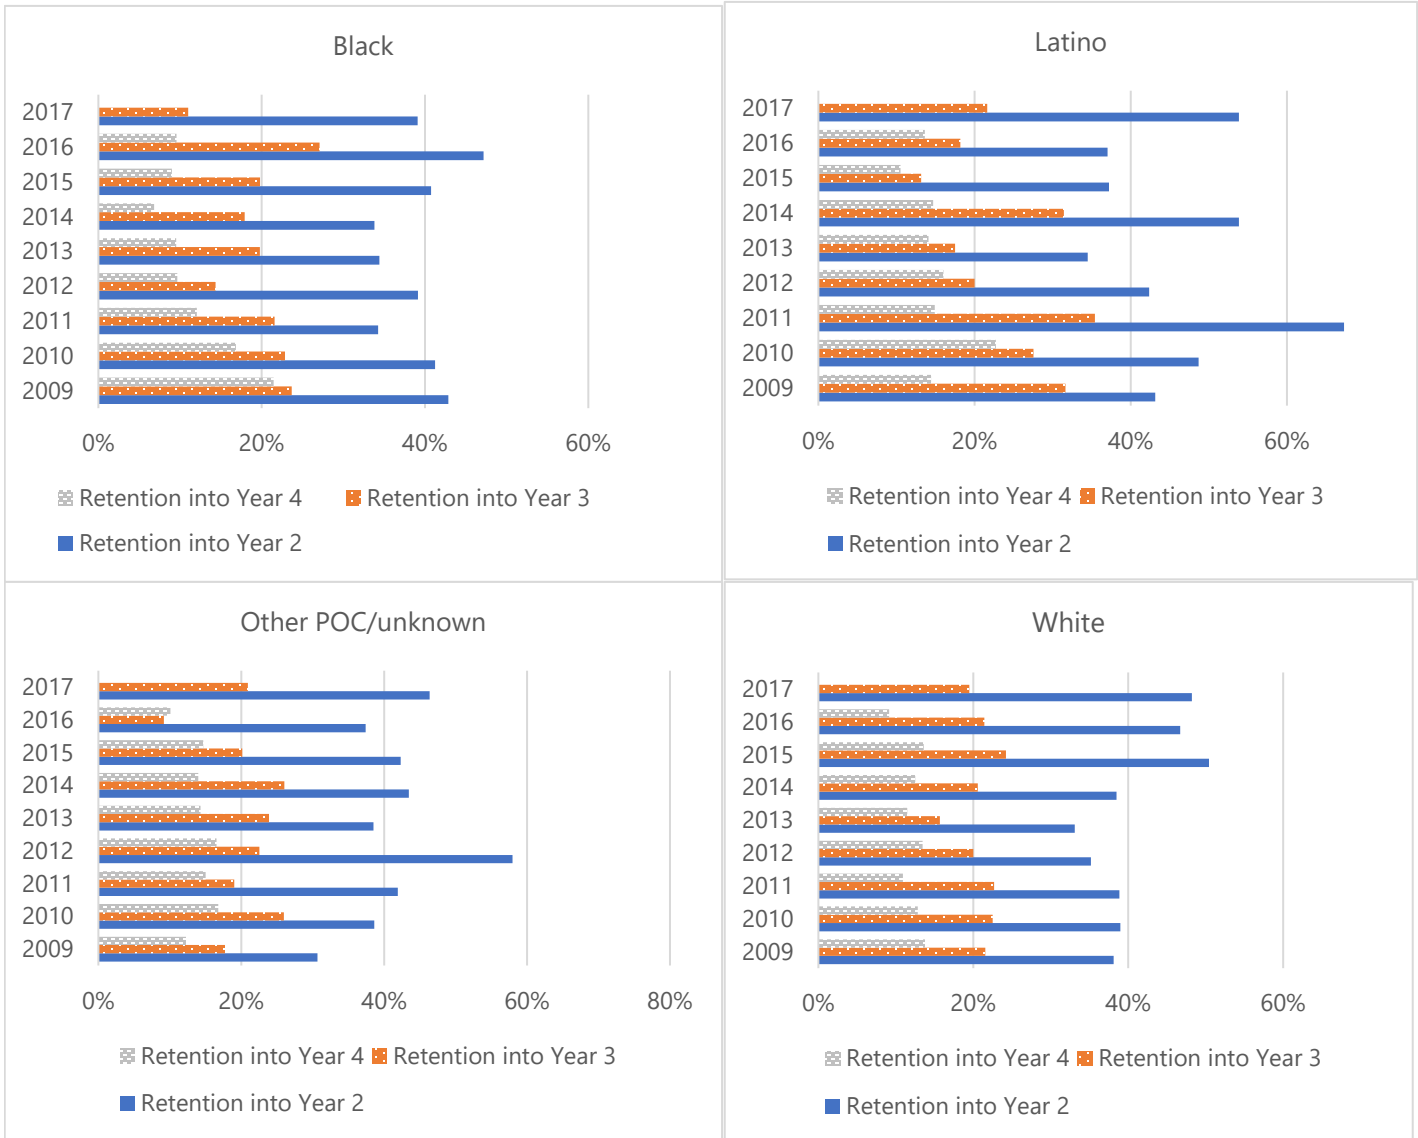 Black
2017
2016
2015
2014
2013
2012
2011
2010
2009
0% 20% 40% 60%
Retention into Year 4 Retention into Year 3
Retention into Year 2
Latino
2017
2016
2015
2014
2013
2012
2011
2010
2009
0% 20% 40% 60%
Retention into Year 4 Retention into Year 3
Retention into Year 2
Other POC/unknown
2017
2016
2015
2014
2013
2012
2011
2010
2009
0% 20% 40% 60% 80%
Retention into Year 4 Retention into Year 3
Retention into Year 2
White
2017
2016
2015
2014
2013
2012
2011
2010
2009
0% 20% 40% 60%
Retention into Year 4 Retention into Year 3
Retention into Year 2